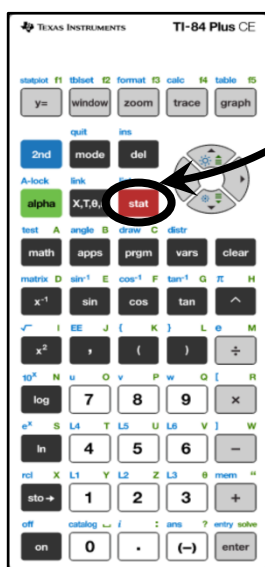 TEXAS INSTRUMENTS TI-84 Plus CE
statplot f1 tblset f2 format f3 calc f4 table f5
y= window zoom trace graph
quit ins
2nd mode del
A-lock link
alpha X,T,θ, stat
test A angle B draw C distr
math apps prgm vars clear
matrix D sin⁻¹ E cos⁻¹ F tan⁻¹ G π H
x⁻¹ sin cos tan ^
√‾ I EE J { K } L e M
x² , ( ) ÷
10ˣ N u O v P w Q [ R
log 7 8 9 ×
eˣ S L4 T L5 U L6 V ] W
ln 4 5 6 −
rcl X L1 Y L2 Z L3 θ mem “
sto→ 1 2 3 +
off catalog ⎵ i : ans ? entry solve
on 0 . (−) enter